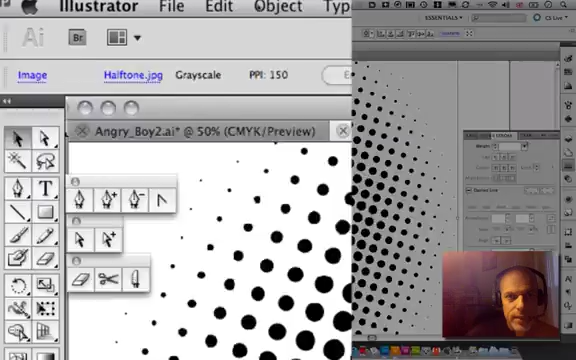 Illustrator File Edit Object Type
Ai Br
ESSENTIALS CS Live
Image Halftone.jpg Grayscale PPI: 150
Angry_Boy2.ai* @ 50% (CMYK/Preview)
T